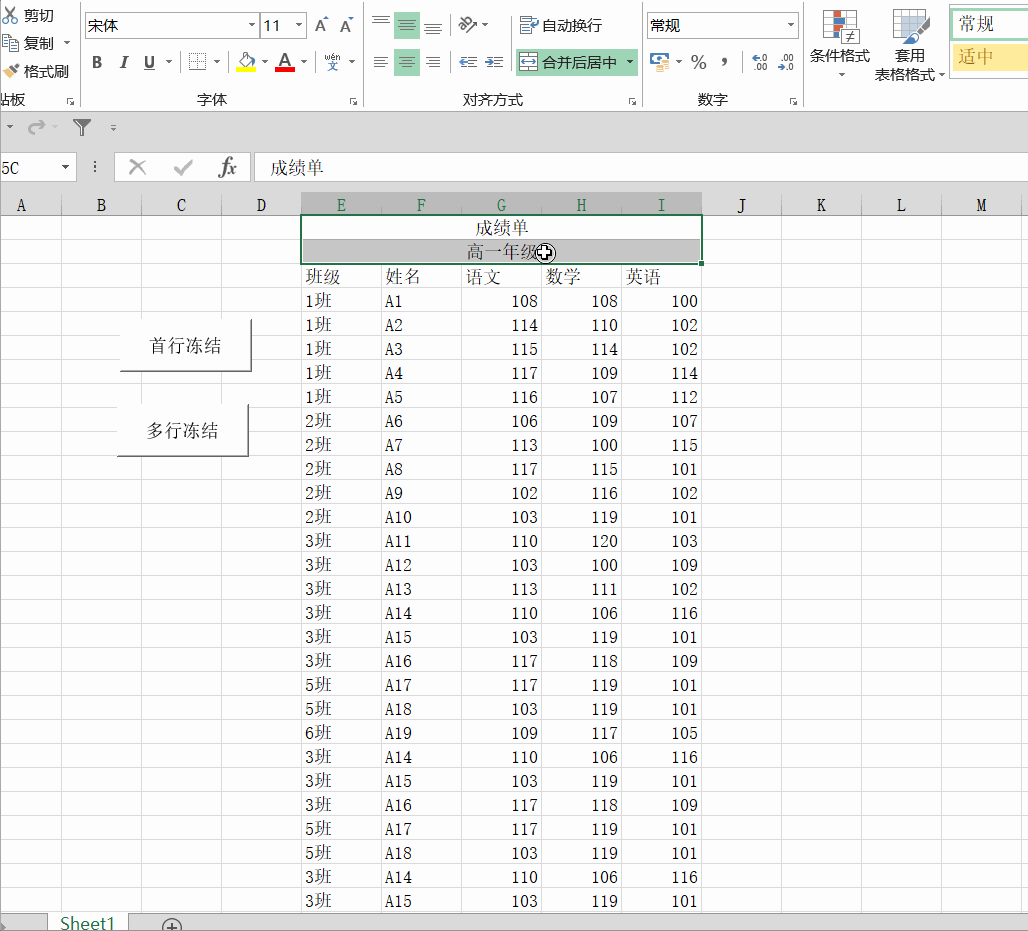 剪切
复制
格式刷
贴板
宋体 11
B I U A wén 文
字体
自动换行
合并后居中
对齐方式
常规
% ,
数字
条件格式
套用
表格格式
常规
适中
5C fx 成绩单
A B C D E F G H I J K L M
成绩单
高一年级
班级 姓名 语文 数学 英语
1班 A1 108 108 100
1班 A2 114 110 102
1班 A3 115 114 102
1班 A4 117 109 114
1班 A5 116 107 112
2班 A6 106 109 107
2班 A7 113 100 115
2班 A8 117 115 101
2班 A9 102 116 102
2班 A10 103 119 101
3班 A11 110 120 103
3班 A12 103 100 109
3班 A13 113 111 102
3班 A14 110 106 116
3班 A15 103 119 101
3班 A16 117 118 109
5班 A17 117 119 101
5班 A18 103 119 101
6班 A19 109 117 105
3班 A14 110 106 116
3班 A15 103 119 101
3班 A16 117 118 109
5班 A17 117 119 101
5班 A18 103 119 101
3班 A14 110 106 116
3班 A15 103 119 101
首行冻结
多行冻结
Sheet1